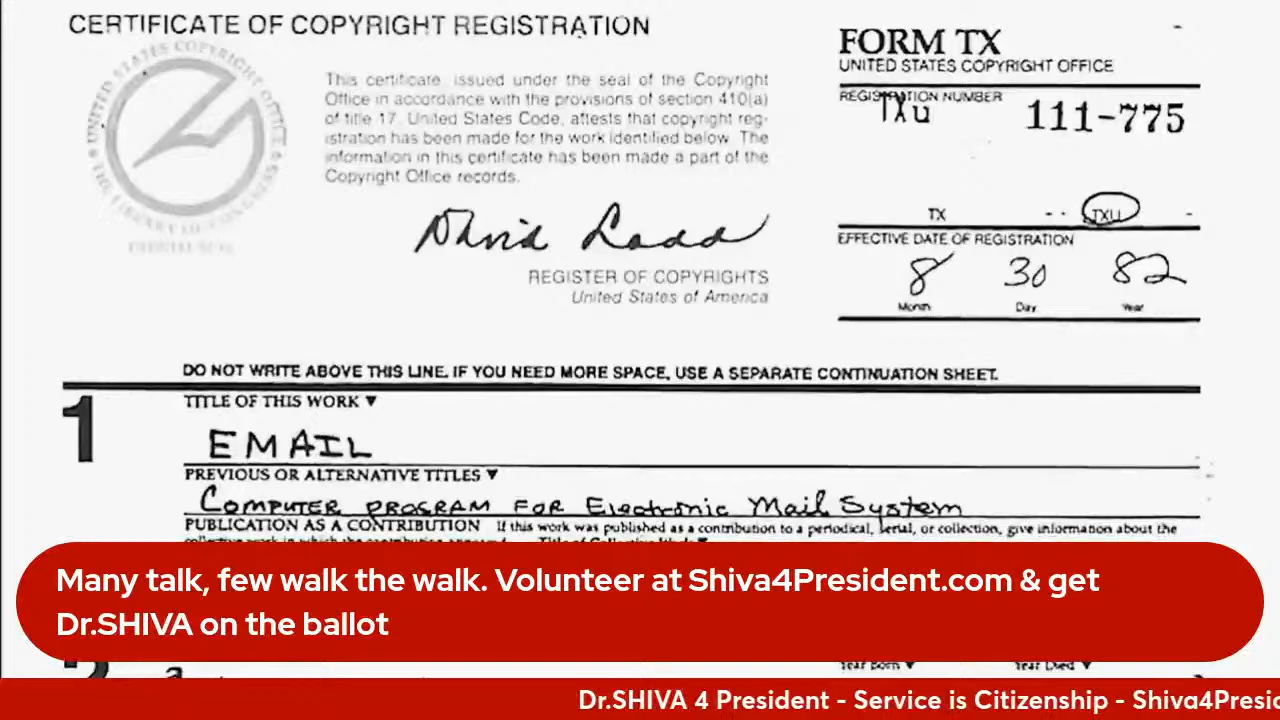 CERTIFICATE OF COPYRIGHT REGISTRATION
FORM TX
UNITED STATES COPYRIGHT OFFICE
REGISTRATION NUMBER
TXu 111-775
This certificate issued under the seal of the Copyright
Office in accordance with the provisions of section 410(a)
of title 17, United States Code, attests that copyright reg-
istration has been made for the work identified below. The
information in this certificate has been made a part of the
Copyright Office records.
David Ladd
REGISTER OF COPYRIGHTS
United States of America
TX TXU
EFFECTIVE DATE OF REGISTRATION
8 30 82
Month Day Year
DO NOT WRITE ABOVE THIS LINE. IF YOU NEED MORE SPACE, USE A SEPARATE CONTINUATION SHEET.
1
TITLE OF THIS WORK ▼
EMAIL
PREVIOUS OR ALTERNATIVE TITLES ▼
COMPUTER PROGRAM FOR Electronic Mail System
PUBLICATION AS A CONTRIBUTION If this work was published as a contribution to a periodical, serial, or collection, give information about the
Many talk, few walk the walk. Volunteer at Shiva4President.com & get
Dr.SHIVA on the ballot
2 a
Year Born ▼ Year Died ▼
Dr.SHIVA 4 President - Service is Citizenship - Shiva4Presid